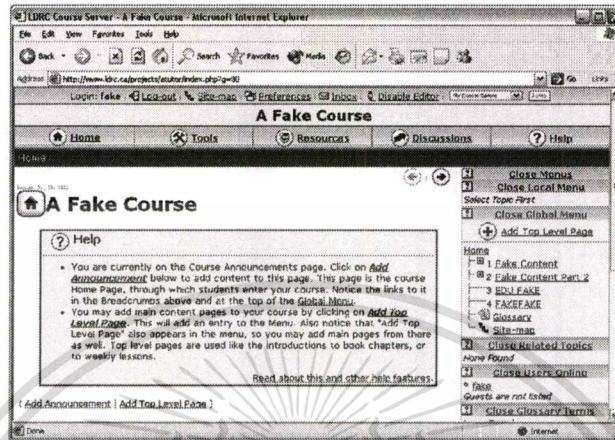 LDRC Course Server - A Fake Course - Microsoft Internet Explorer
File Edit View Favorites Tools Help
Back Search Favorites Media
Address http://www.ldrc.ca/projects/atutor/index.php?g=30 Go Links
Login: fake Log-out Site-map Preferences Inbox Disable Editor
A Fake Course
Home Tools Resources Discussions Help
Home
A Fake Course
Help
You are currently on the Course Announcements page. Click on Add
Announcement below to add content to this page. This page is the course
Home Page, through which students enter your course. Notice the links to it
in the Breadcrumbs above and at the top of the Global Menu.
You may add main content pages to your course by clicking on Add Top
Level Page. This will add an entry to the Menu. Also notice that "Add Top
Level Page" also appears in the menu, so you may add main pages from there
as well. Top level pages are used like the introductions to book chapters, or
to weekly lessons.
Read about this and other help features.
( Add Announcement | Add Top Level Page )
Close Menus
Close Local Menu
Select Topic First
Close Global Menu
Add Top Level Page
Home
1 Fake Content
2 Fake Content Part 2
3 EDU FAKE
4 FAKEFAKE
Glossary
Site-map
Close Related Topics
None Found
Close Users Online
fake
Guests are not listed
Close Glossary Terms
Done Internet